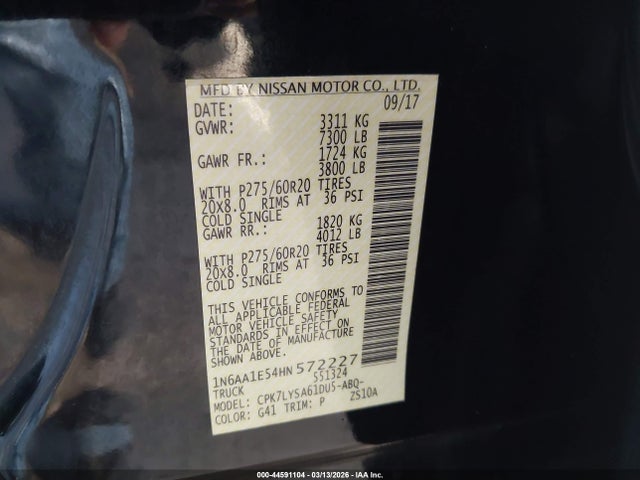 MFD BY NISSAN MOTOR CO., LTD.
DATE: 09/17
GVWR: 3311 KG
7300 LB
GAWR FR.: 1724 KG
3800 LB
WITH P275/60R20 TIRES
20x8.0 RIMS AT 36 PSI
COLD SINGLE
GAWR RR.: 1820 KG
4012 LB
WITH P275/60R20 TIRES
20x8.0 RIMS AT 36 PSI
COLD SINGLE
THIS VEHICLE CONFORMS TO
ALL APPLICABLE FEDERAL
MOTOR VEHICLE SAFETY
STANDARDS IN EFFECT ON
THE DATE OF MANUFACTURE
SHOWN ABOVE.
1N6AA1E54HN 572227
TRUCK 551324
MODEL: CPK7LYSA61DU5-ABQ-
COLOR: G41 TRIM: P ZS10A
000-44591104 - 03/13/2026 - IAA Inc.